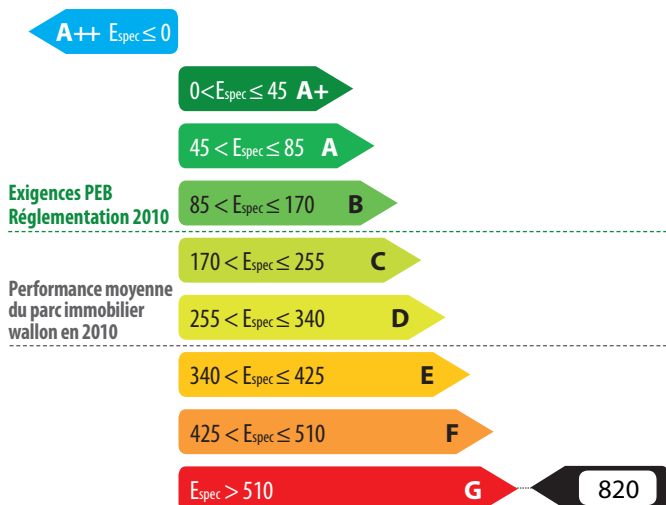 A++ Espec ≤ 0
0<Espec ≤ 45 A+
45 < Espec ≤ 85 A
Exigences PEB
Réglementation 2010
85 < Espec ≤ 170 B
170 < Espec ≤ 255 C
Performance moyenne
du parc immobilier
wallon en 2010
255 < Espec ≤ 340 D
340 < Espec ≤ 425 E
425 < Espec ≤ 510 F
Espec > 510 G
820